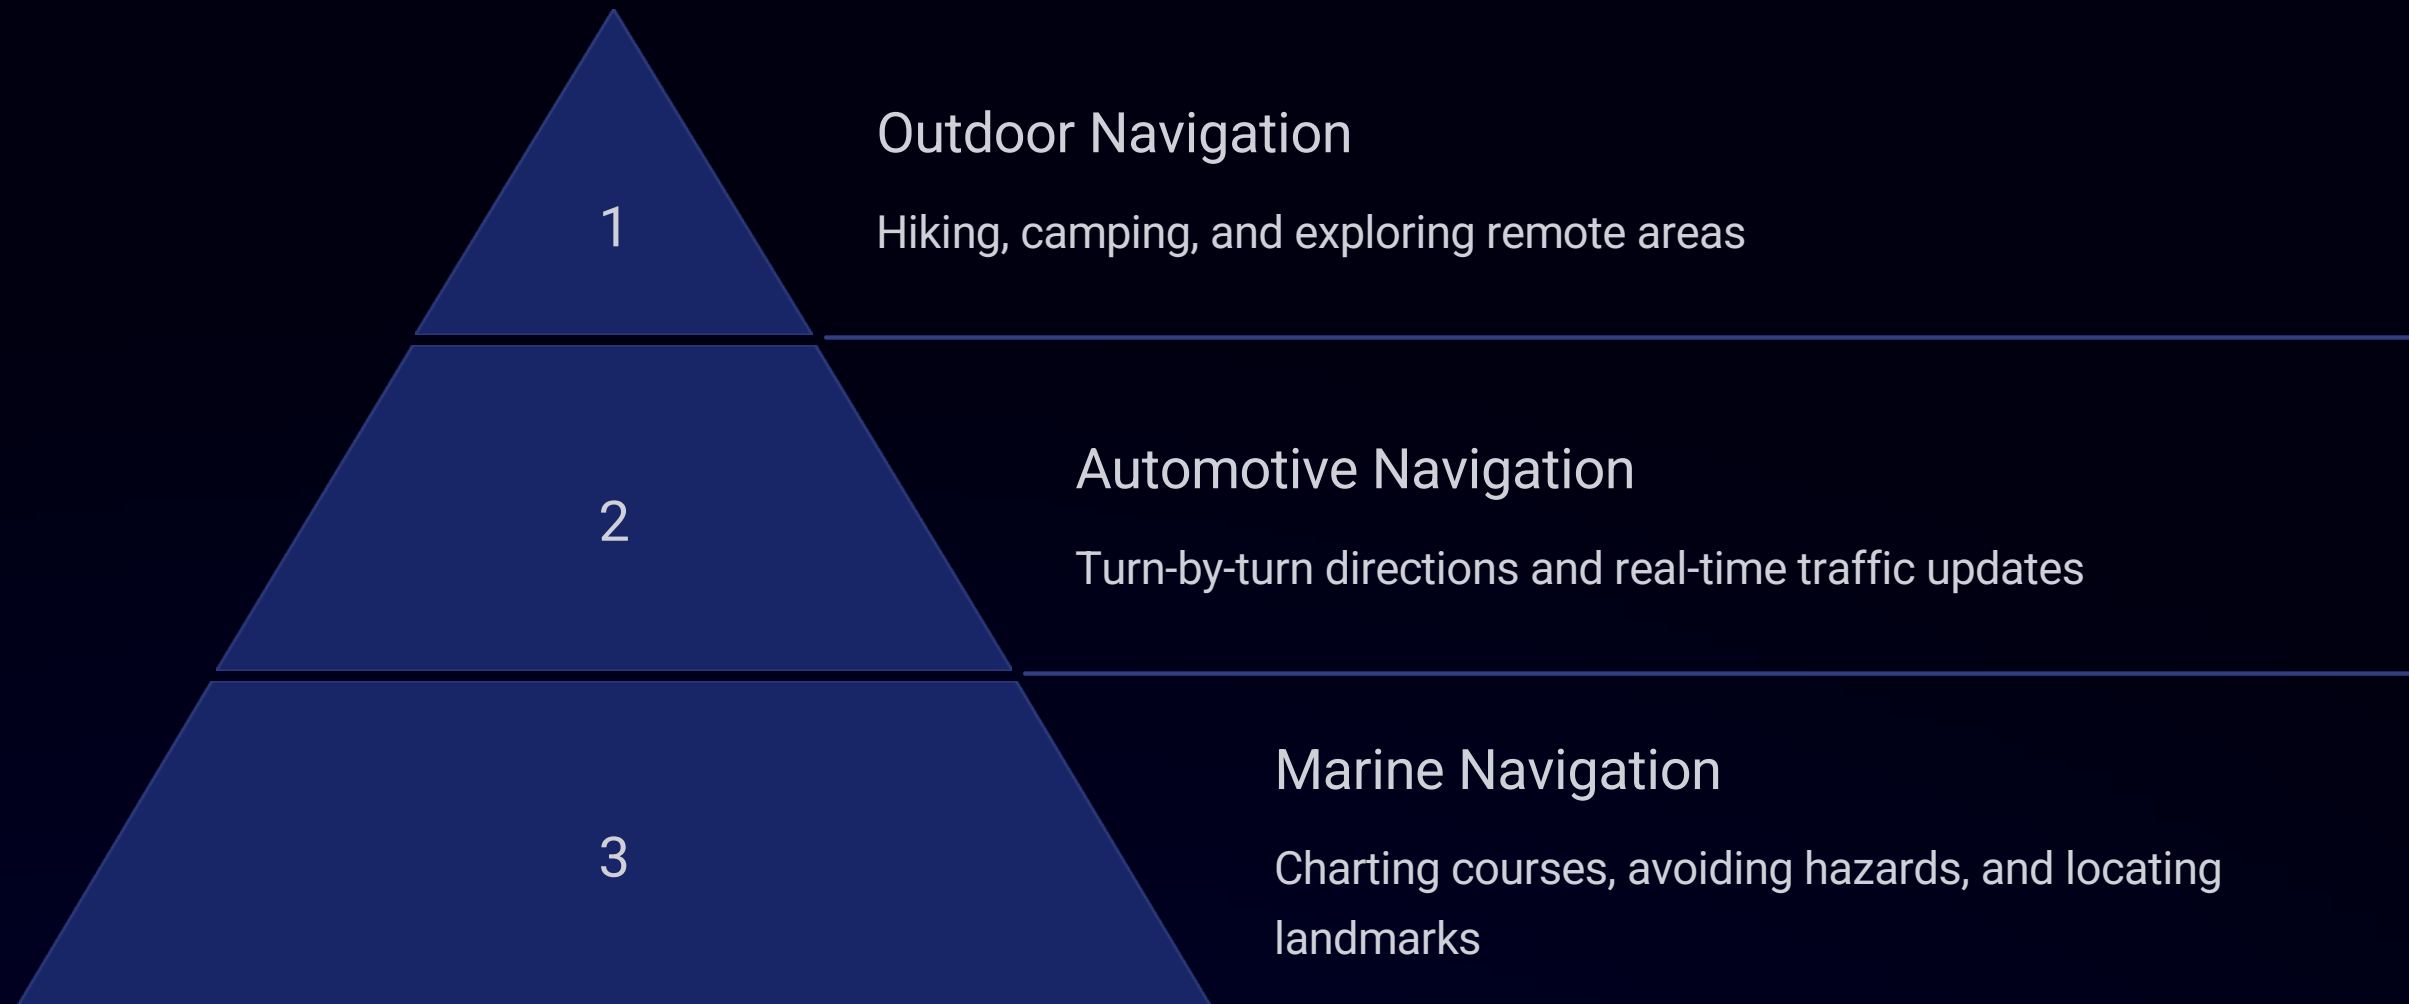 1
Outdoor Navigation
Hiking, camping, and exploring remote areas
2
Automotive Navigation
Turn-by-turn directions and real-time traffic updates
3
Marine Navigation
Charting courses, avoiding hazards, and locating
landmarks